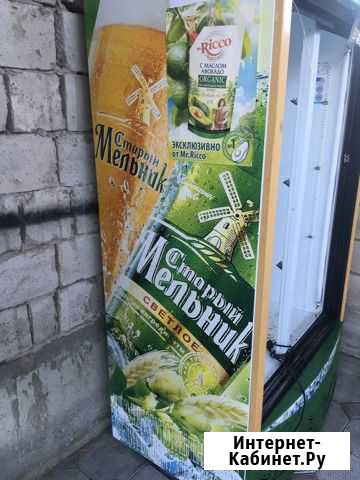 Mr.Ricco
С МАСЛОМ
АВОКАДО
ORGANIC
ЭКСКЛЮЗИВНО
от Mr.Ricco
Старый
Мельник
Старый
Мельник
СВЕТЛОЕ
Интернет-
Кабинет.Ру